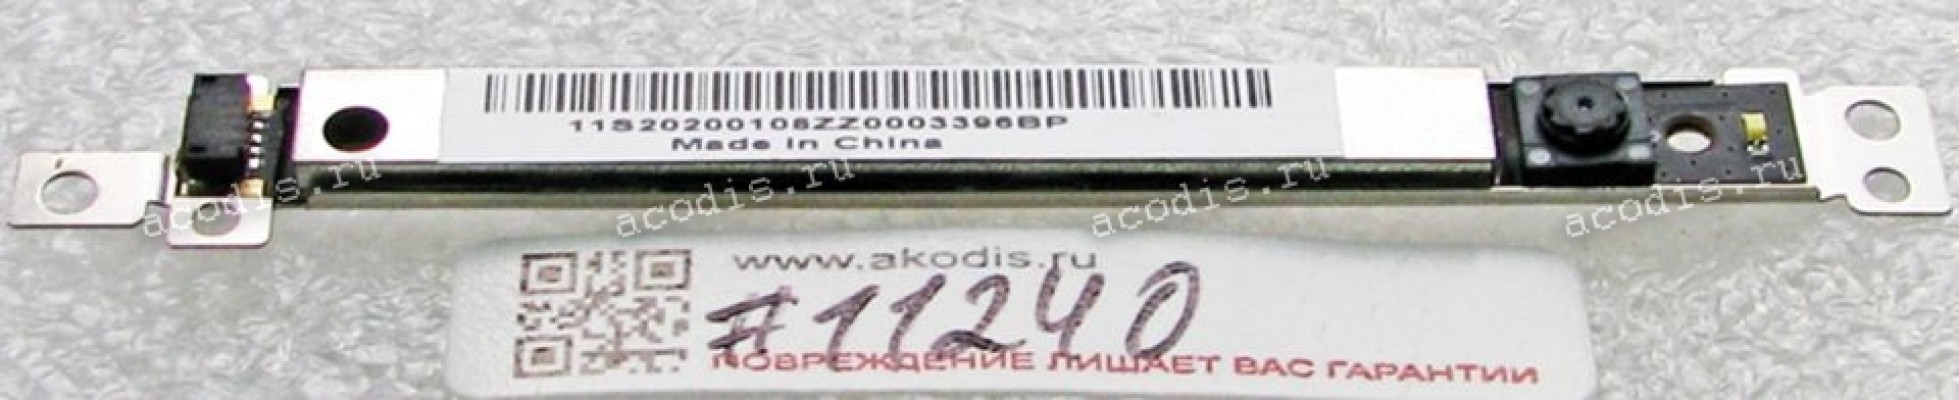 11S20200108ZZ0003396BP
Made in China
acodis.ru
acodis.ru
acodis.ru
acodis.ru
www.akodis.ru
#11240
ПОВРЕЖДЕНИЕ ЛИШАЕТ ВАС ГАРАНТИИ